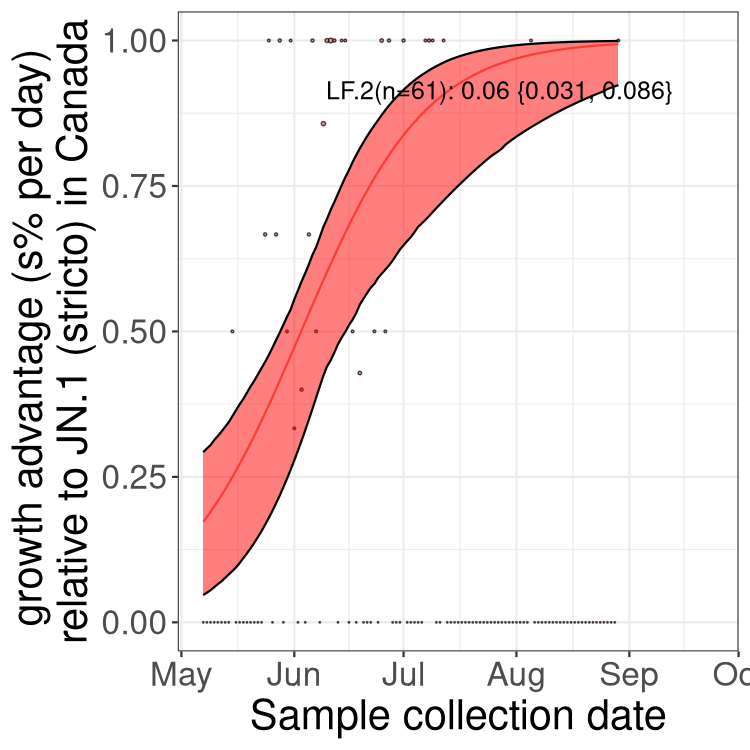 growth advantage (s% per day)
relative to JN.1 (stricto) in Canada
1.00
0.75
0.50
0.25
0.00
LF.2(n=61): 0.06 {0.031, 0.086}
May Jun Jul Aug Sep Oc
Sample collection date